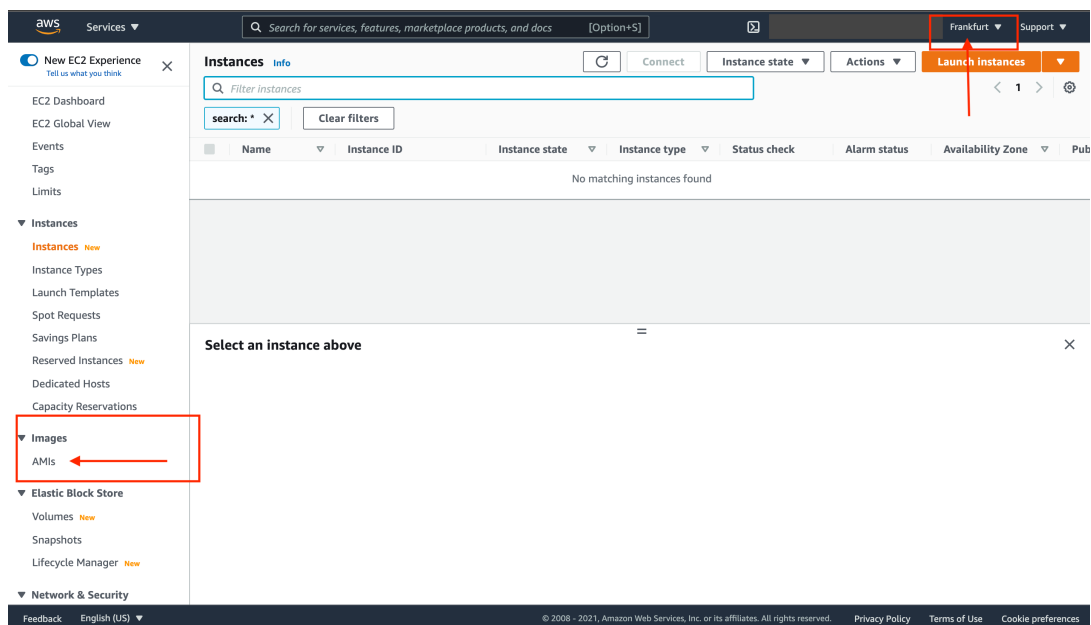 aws Services ▼ Search for services, features, marketplace products, and docs [Option+S] Frankfurt ▼ Support ▼
New EC2 Experience
Tell us what you think
EC2 Dashboard
EC2 Global View
Events
Tags
Limits
Instances
Instances New
Instance Types
Launch Templates
Spot Requests
Savings Plans
Reserved Instances New
Dedicated Hosts
Capacity Reservations
Images
AMIs
Elastic Block Store
Volumes New
Snapshots
Lifecycle Manager New
Network & Security
Instances Info Connect Instance state ▼ Actions ▼ Launch instances ▼
Filter instances 1
search: * Clear filters
Name Instance ID Instance state Instance type Status check Alarm status Availability Zone Pub
No matching instances found
Select an instance above
Feedback English (US) ▼ © 2008 - 2021, Amazon Web Services, Inc. or its affiliates. All rights reserved. Privacy Policy Terms of Use Cookie preferences